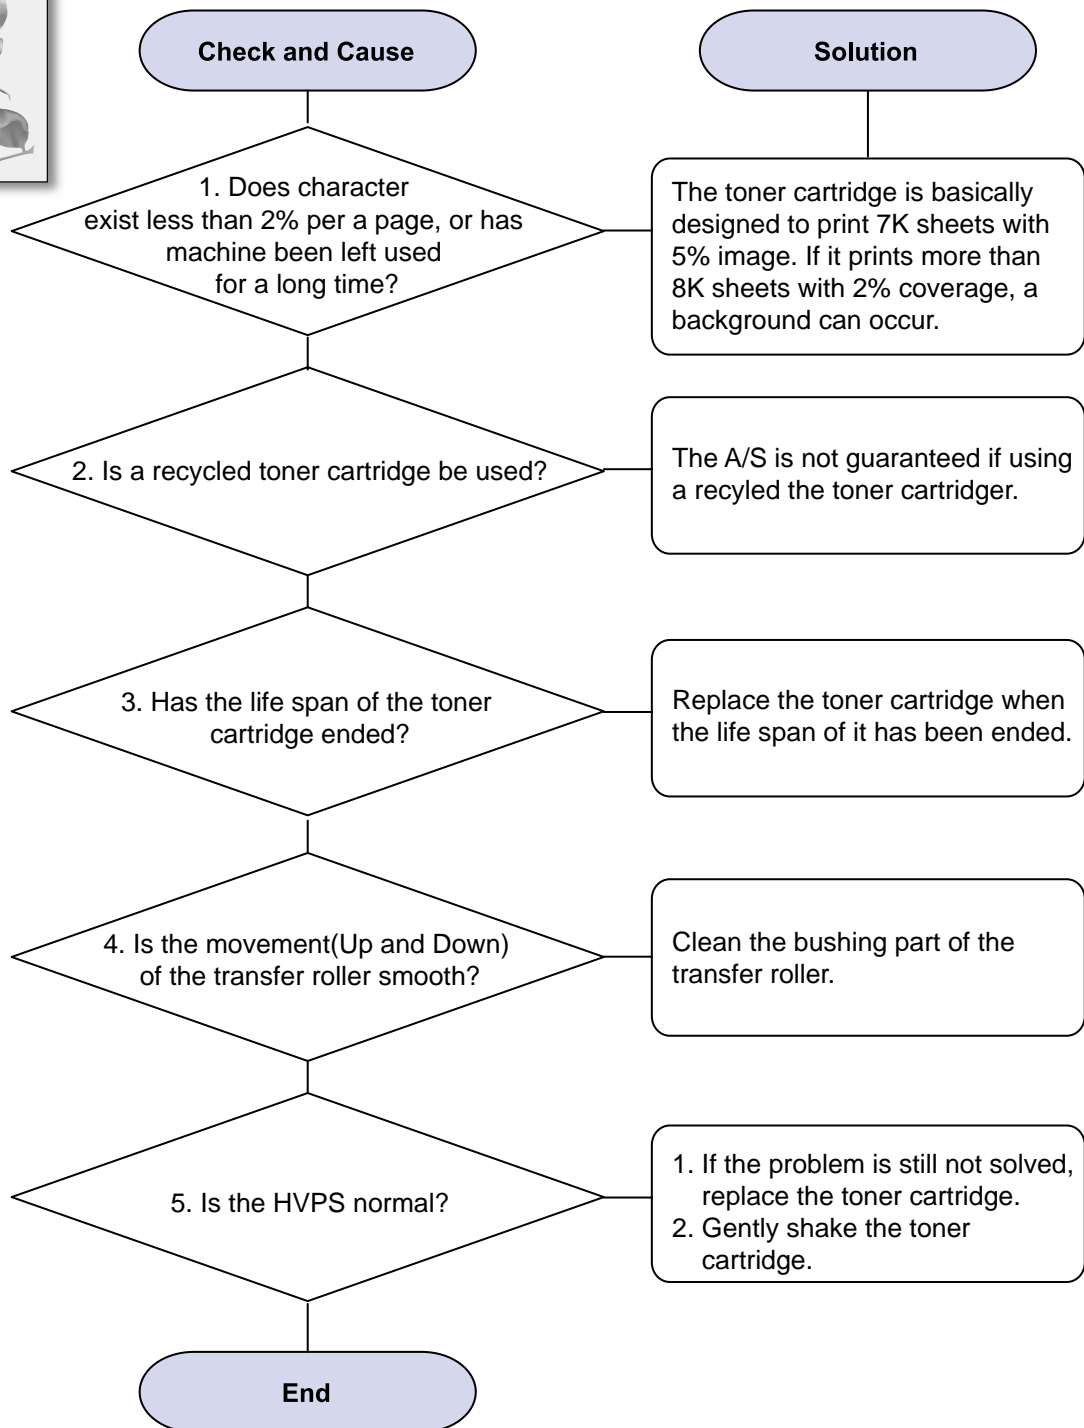 Check and Cause
Solution
1. Does character
exist less than 2% per a page, or has
machine been left used
for a long time?
The toner cartridge is basically
designed to print 7K sheets with
5% image. If it prints more than
8K sheets with 2% coverage, a
background can occur.
2. Is a recycled toner cartridge be used?
The A/S is not guaranteed if using
a recyled the toner cartridger.
3. Has the life span of the toner
cartridge ended?
Replace the toner cartridge when
the life span of it has been ended.
4. Is the movement(Up and Down)
of the transfer roller smooth?
Clean the bushing part of the
transfer roller.
5. Is the HVPS normal?
1. If the problem is still not solved,
replace the toner cartridge.
2. Gently shake the toner
cartridge.
End